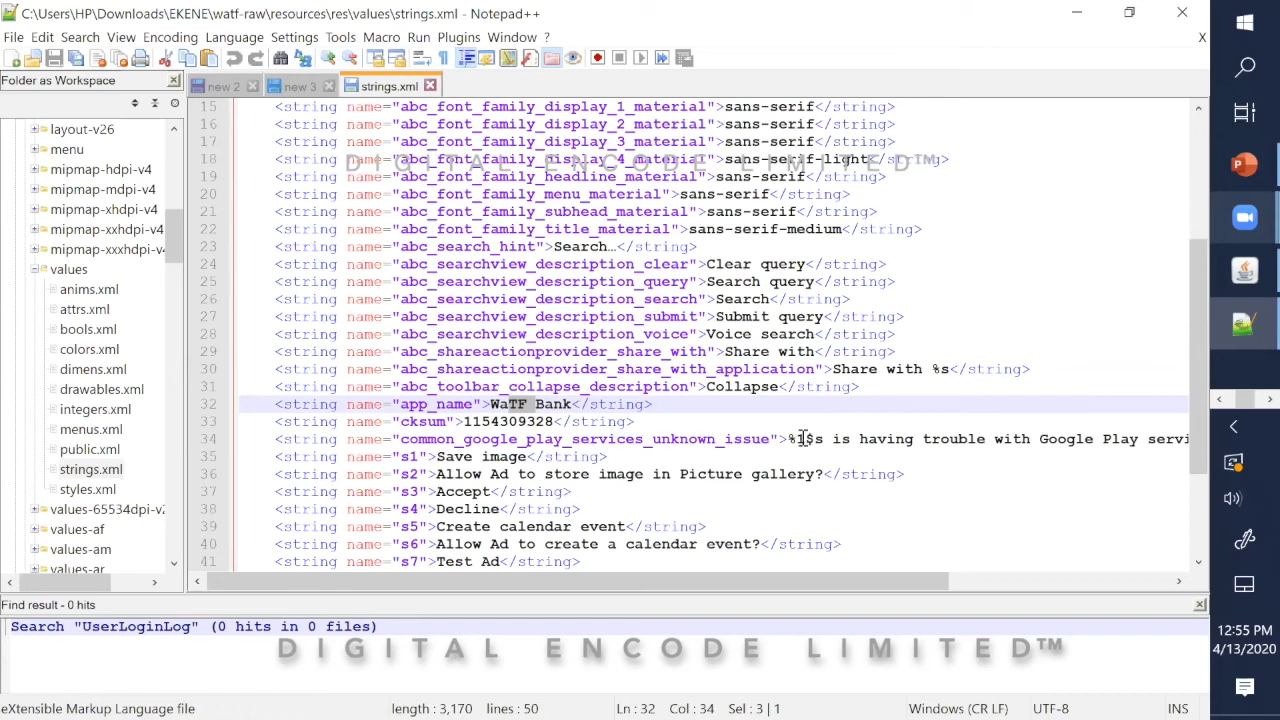 C:\Users\HP\Downloads\EKENE\watf-raw\resources\res\values\strings.xml - Notepad++
File Edit Search View Encoding Language Settings Tools Macro Run Plugins Window ?
X
Folder as Workspace
new 2
new 3
strings.xml
layout-v26
menu
mipmap-hdpi-v4
mipmap-mdpi-v4
mipmap-xhdpi-v4
mipmap-xxhdpi-v4
mipmap-xxxhdpi-v4
values
anims.xml
attrs.xml
bools.xml
colors.xml
dimens.xml
drawables.xml
integers.xml
menus.xml
public.xml
strings.xml
styles.xml
values-65534dpi-v2
values-af
values-am
values-ar
15 <string name="abc_font_family_display_1_material">sans-serif</string>
16 <string name="abc_font_family_display_2_material">sans-serif</string>
17 <string name="abc_font_family_display_3_material">sans-serif</string>
18 <string name="abc_font_family_display_4_material">sans-serif-light</string>
DIGITAL ENCODE LIMITED™
19 <string name="abc_font_family_headline_material">sans-serif</string>
20 <string name="abc_font_family_menu_material">sans-serif</string>
21 <string name="abc_font_family_subhead_material">sans-serif</string>
22 <string name="abc_font_family_title_material">sans-serif-medium</string>
23 <string name="abc_search_hint">Search…</string>
24 <string name="abc_searchview_description_clear">Clear query</string>
25 <string name="abc_searchview_description_query">Search query</string>
26 <string name="abc_searchview_description_search">Search</string>
27 <string name="abc_searchview_description_submit">Submit query</string>
28 <string name="abc_searchview_description_voice">Voice search</string>
29 <string name="abc_shareactionprovider_share_with">Share with</string>
30 <string name="abc_shareactionprovider_share_with_application">Share with %s</string>
31 <string name="abc_toolbar_collapse_description">Collapse</string>
32 <string name="app_name">WaTF Bank</string>
33 <string name="cksum">1154309328</string>
34 <string name="common_google_play_services_unknown_issue">%1$s is having trouble with Google Play servi
35 <string name="s1">Save image</string>
36 <string name="s2">Allow Ad to store image in Picture gallery?</string>
37 <string name="s3">Accept</string>
38 <string name="s4">Decline</string>
39 <string name="s5">Create calendar event</string>
40 <string name="s6">Allow Ad to create a calendar event?</string>
41 <string name="s7">Test Ad</string>
Find result - 0 hits
Search "UserLoginLog" (0 hits in 0 files)
DIGITAL ENCODE LIMITED™
eXtensible Markup Language file
length : 3,170 lines : 50
Ln : 32 Col : 34 Sel : 3 | 1
Windows (CR LF)
UTF-8
INS
12:55 PM
4/13/2020